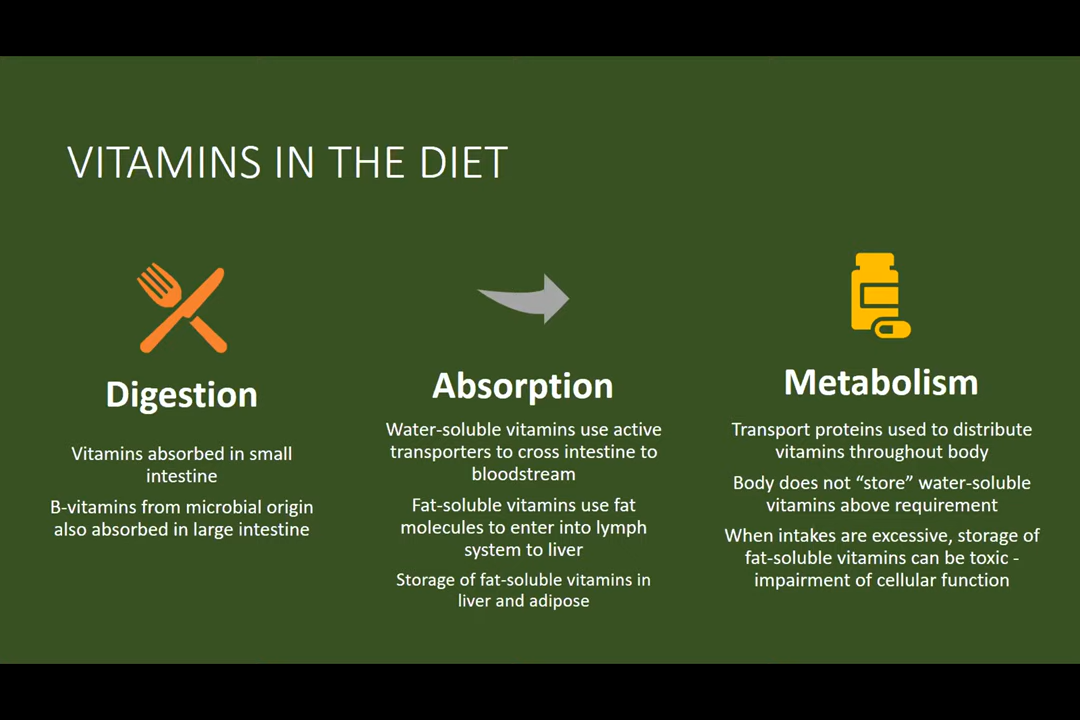 VITAMINS IN THE DIET
Digestion
Vitamins absorbed in small
intestine
B-vitamins from microbial origin
also absorbed in large intestine
Absorption
Water-soluble vitamins use active
transporters to cross intestine to
bloodstream
Fat-soluble vitamins use fat
molecules to enter into lymph
system to liver
Storage of fat-soluble vitamins in
liver and adipose
Metabolism
Transport proteins used to distribute
vitamins throughout body
Body does not “store” water-soluble
vitamins above requirement
When intakes are excessive, storage of
fat-soluble vitamins can be toxic -
impairment of cellular function